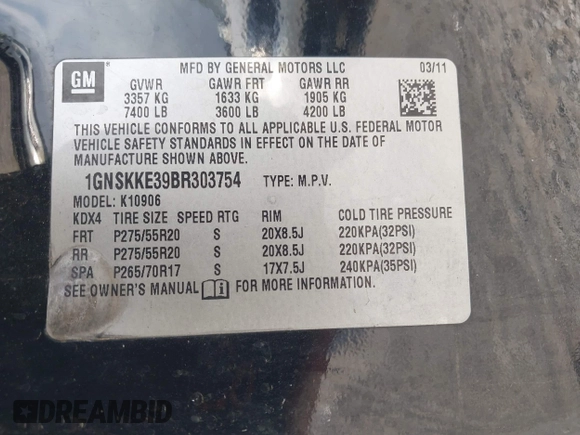 GM
MFD BY GENERAL MOTORS LLC 03/11
GVWR GAWR FRT GAWR RR
3357 KG 1633 KG 1905 KG
7400 LB 3600 LB 4200 LB
THIS VEHICLE CONFORMS TO ALL APPLICABLE U.S. FEDERAL MOTOR
VEHICLE SAFETY STANDARDS IN EFFECT ON THE DATE OF
MANUFACTURE SHOWN ABOVE.
1GNSKKE39BR303754 TYPE: M.P.V.
MODEL: K10906
KDX4 TIRE SIZE SPEED RTG RIM COLD TIRE PRESSURE
FRT P275/55R20 S 20X8.5J 220KPA(32PSI)
RR P275/55R20 S 20X8.5J 220KPA(32PSI)
SPA P265/70R17 S 17X7.5J 240KPA(35PSI)
SEE OWNER'S MANUAL FOR MORE INFORMATION.
DREAMBID